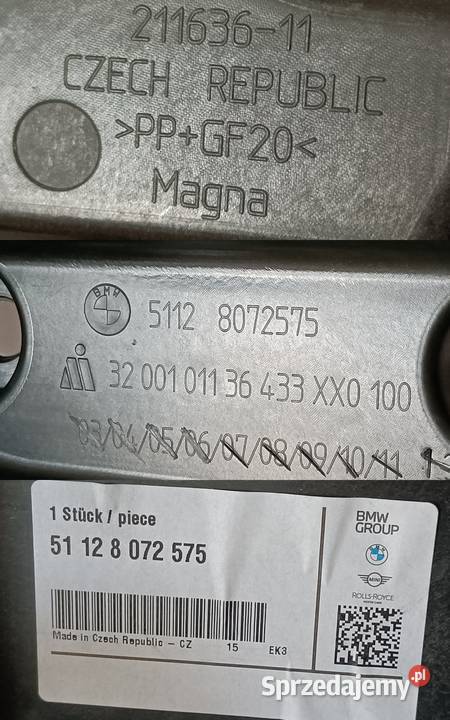 211636-11
CZECH REPUBLIC
>PP+GF20<
Magna
BMW
5112 8072575
32 001 011 36 433 XX0 100
03/04/05/06/07/08/09/10/11
1 Stück / piece
51 12 8 072 575
Made in Czech Republic – CZ 15 EK3
BMW
GROUP
MINI
ROLLS-ROYCE
Sprzedajemy.pl